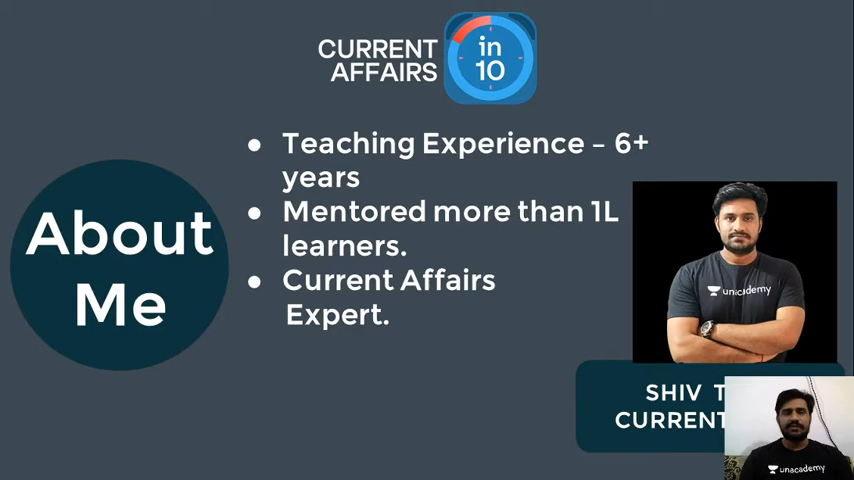 CURRENT
AFFAIRS
in
10
● Teaching Experience – 6+
years
● Mentored more than 1L
learners.
● Current Affairs
Expert.
About
Me
unacademy
SHIV
CURRENT
unacademy